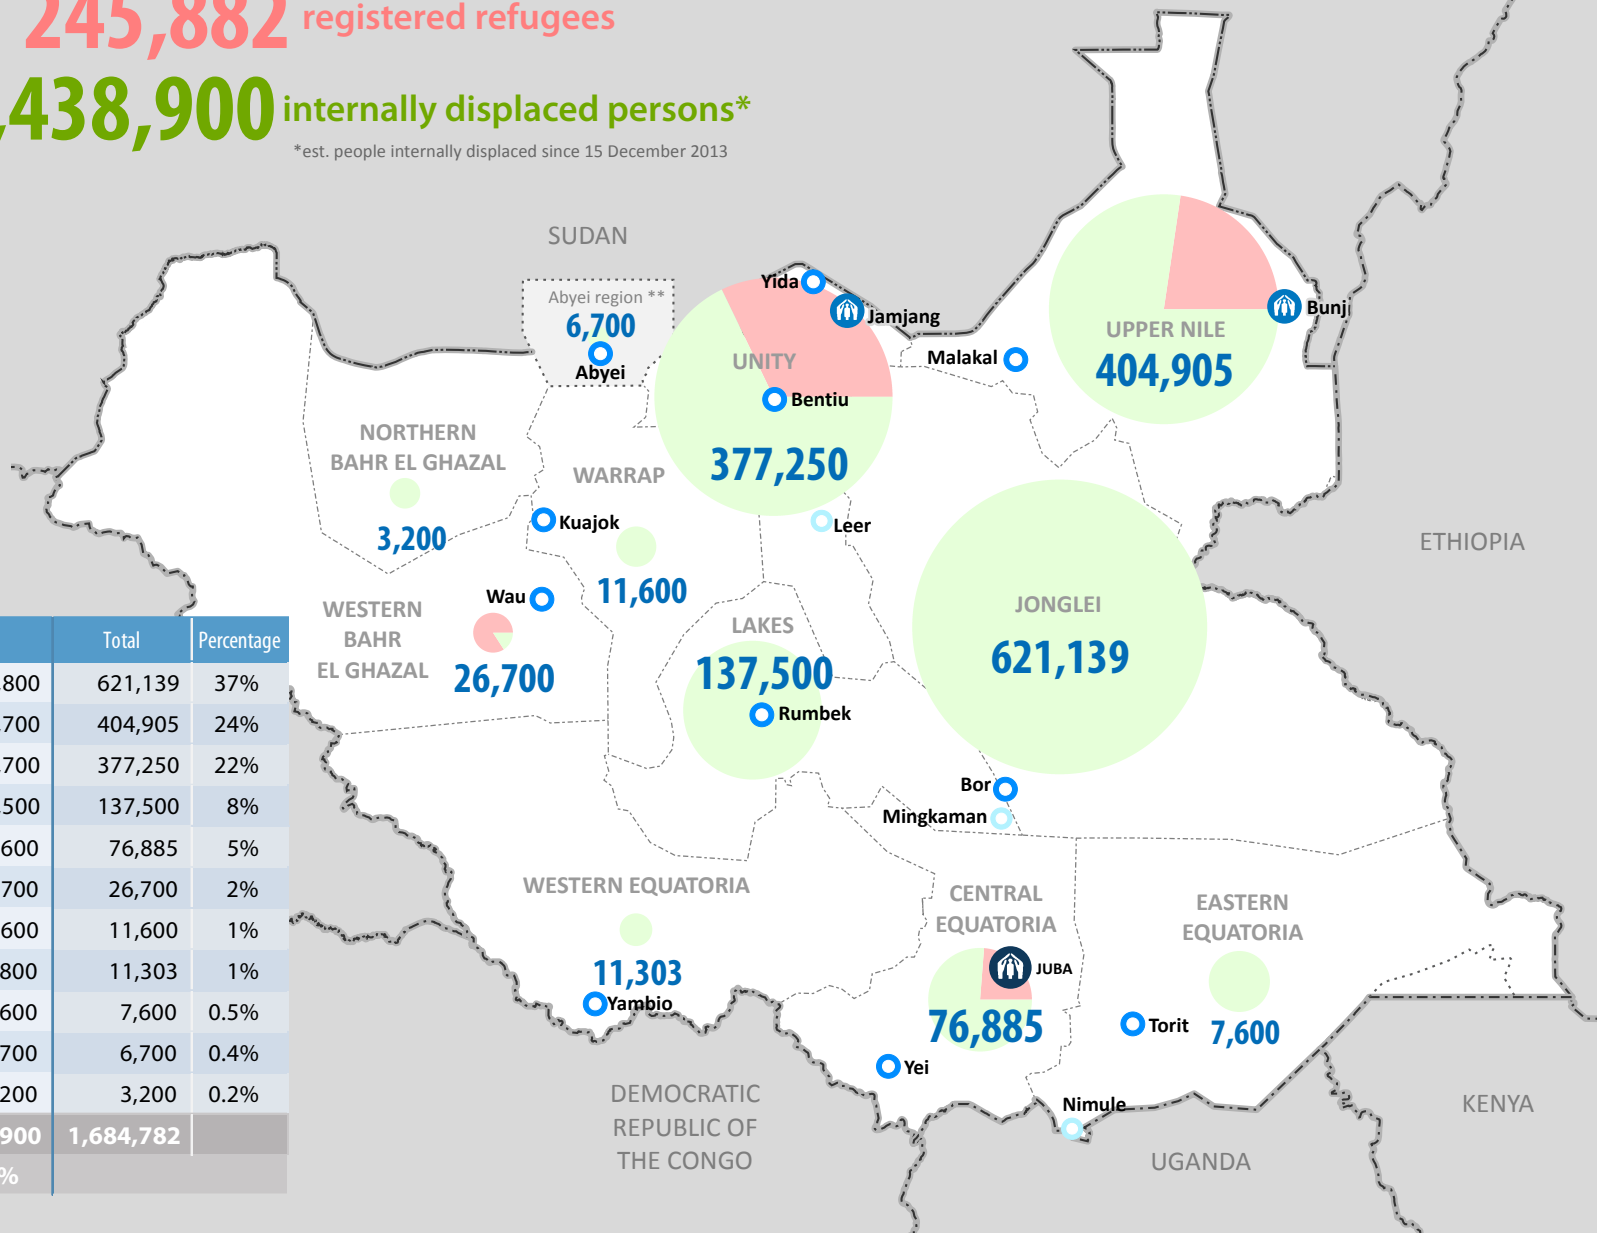 245,882 registered refugees
,438,900 internally displaced persons*
*est. people internally displaced since 15 December 2013
SUDAN
Abyei region **
6,700
Abyei
Yida
Jamjang
UNITY
Bentiu
377,250
Malakal
UPPER NILE
404,905
Bunj
NORTHERN
BAHR EL GHAZAL
3,200
WARRAP
Kuajok
11,600
Leer
ETHIOPIA
Wau
WESTERN
BAHR
EL GHAZAL
26,700
LAKES
137,500
Rumbek
JONGLEI
621,139
Bor
Mingkaman
WESTERN EQUATORIA
11,303
Yambio
CENTRAL
EQUATORIA
JUBA
76,885
Yei
EASTERN
EQUATORIA
Torit
7,600
Nimule
DEMOCRATIC
REPUBLIC OF
THE CONGO
UGANDA
KENYA
Total Percentage
800 621,139 37%
700 404,905 24%
700 377,250 22%
500 137,500 8%
600 76,885 5%
700 26,700 2%
600 11,600 1%
800 11,303 1%
600 7,600 0.5%
700 6,700 0.4%
200 3,200 0.2%
900 1,684,782
%